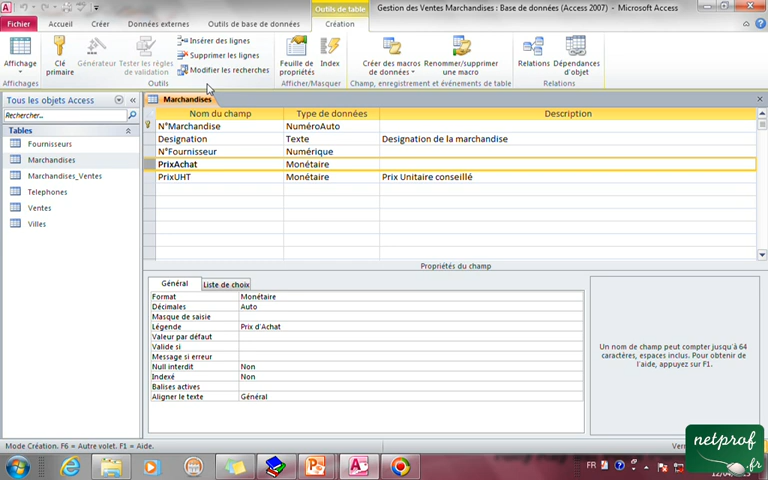 Outils de table
Gestion des Ventes Marchandises : Base de données (Access 2007) - Microsoft Access
Fichier Accueil Créer Données externes Outils de base de données Création
Affichage
Clé primaire
Générateur
Tester les règles de validation
Insérer des lignes
Supprimer les lignes
Modifier les recherches
Feuille de propriétés
Index
Créer des macros de données
Renommer/supprimer une macro
Relations
Dépendances d'objet
Affichages Outils Afficher/Masquer Champ, enregistrement et événements de table Relations
Tous les objets Access
Rechercher...
Tables
Fournisseurs
Marchandises
Marchandises_Ventes
Telephones
Ventes
Villes
Marchandises
Nom du champ Type de données Description
N°Marchandise NuméroAuto
Designation Texte Designation de la marchandise
N°Fournisseur Numérique
PrixAchat Monétaire
PrixUHT Monétaire Prix Unitaire conseillé
Propriétés du champ
Général Liste de choix
Format Monétaire
Décimales Auto
Masque de saisie
Légende Prix d'Achat
Valeur par défaut
Valide si
Message si erreur
Null interdit Non
Indexé Non
Balises actives
Aligner le texte Général
Un nom de champ peut compter jusqu'à 64
caractères, espaces inclus. Pour obtenir de
l'aide, appuyez sur F1.
Mode Création. F6 = Autre volet. F1 = Aide.
FR
netprof
.fr